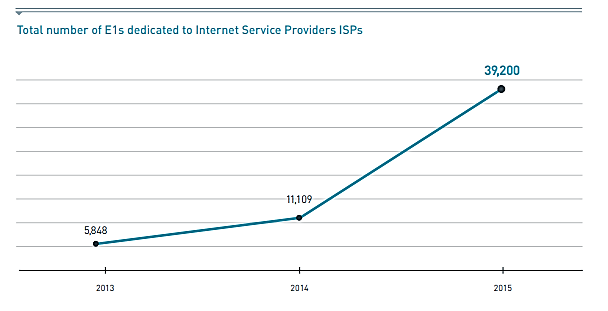 Total number of E1s dedicated to Internet Service Providers ISPs
39,200
11,109
5,848
2013 2014 2015